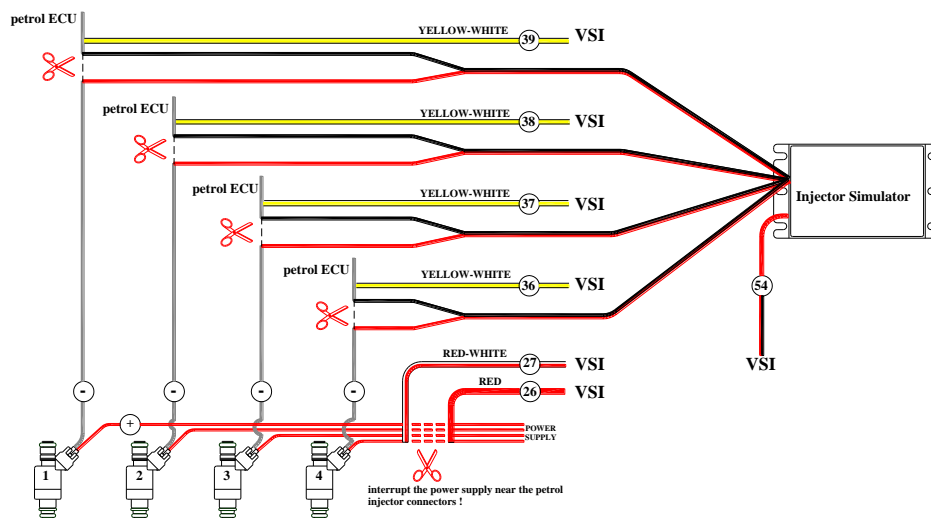 petrol ECU
YELLOW-WHITE 39 VSI
petrol ECU
YELLOW-WHITE 38 VSI
petrol ECU
YELLOW-WHITE 37 VSI
Injector Simulator
petrol ECU
YELLOW-WHITE 36 VSI
54
VSI
RED-WHITE 27 VSI
RED 26 VSI
- - - -
+
POWER
SUPPLY
1 2 3 4
interrupt the power supply near the petrol
injector connectors !